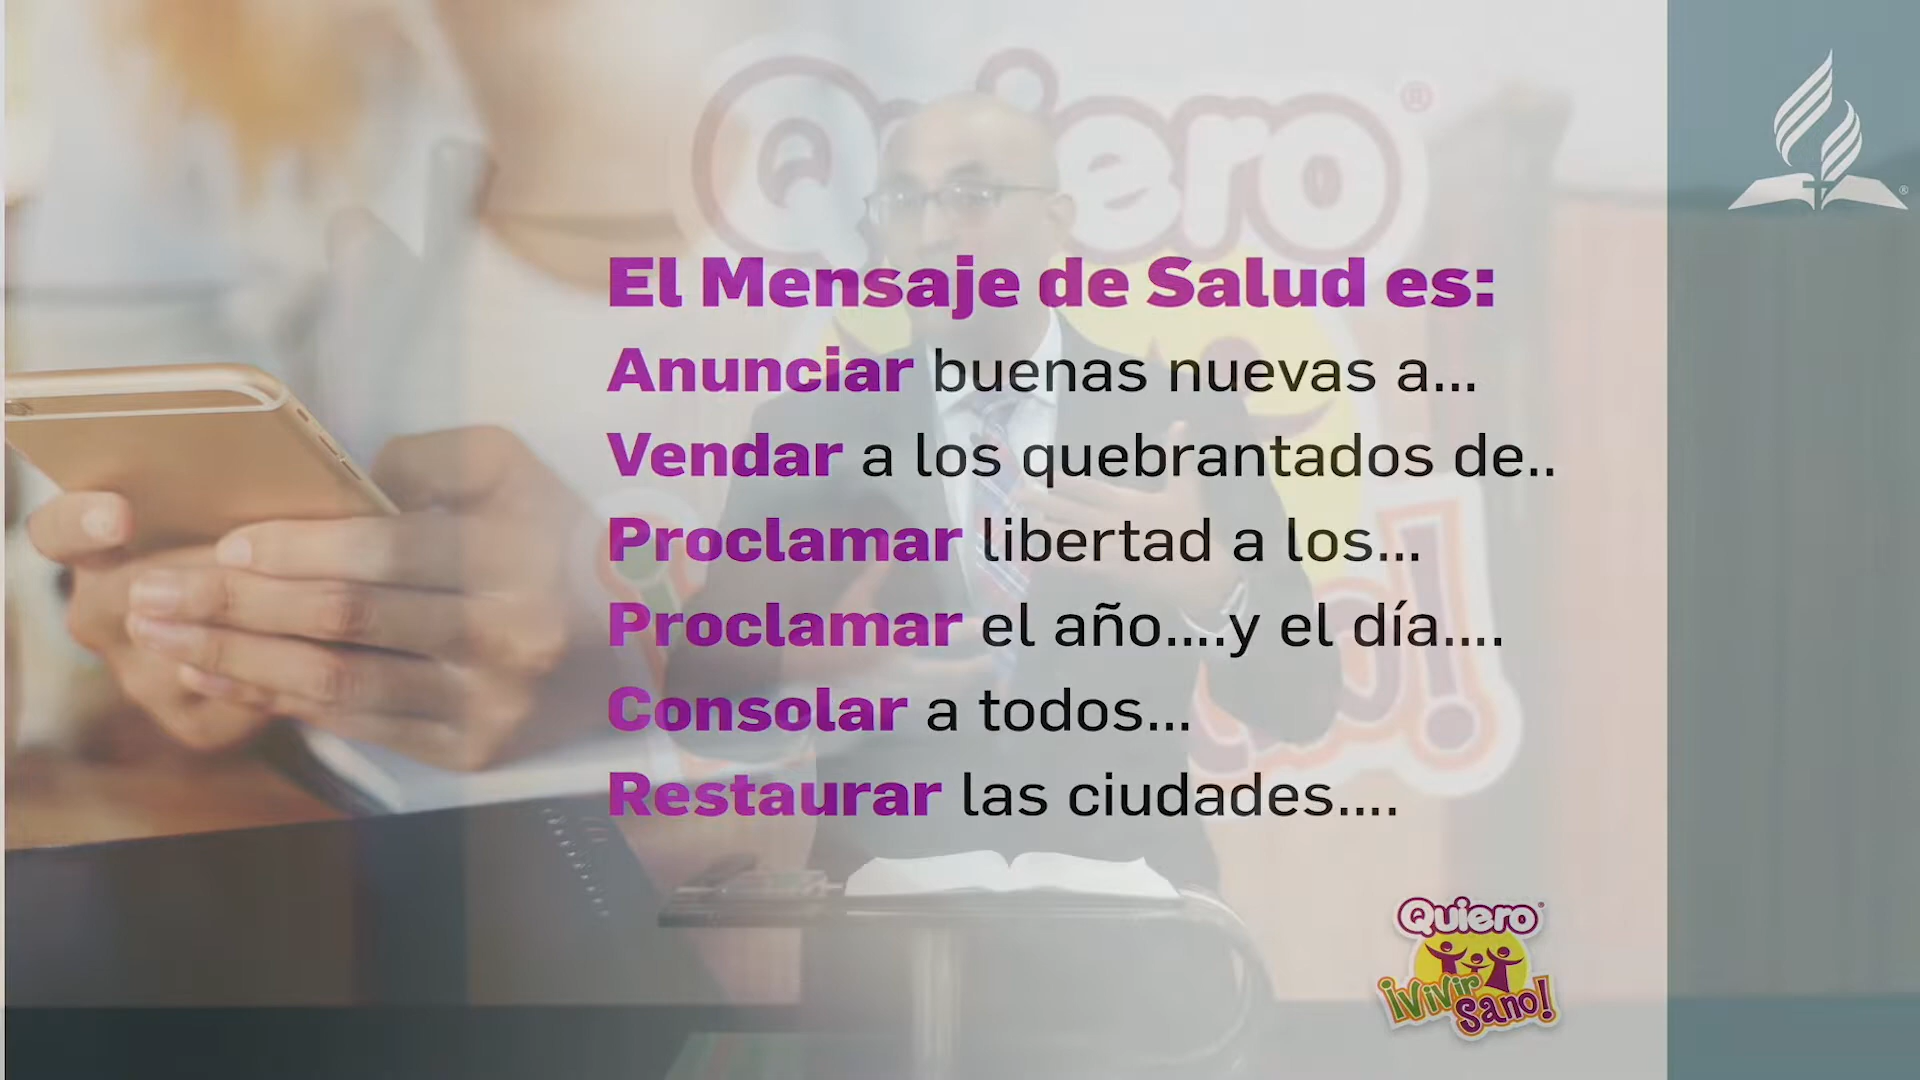 Quiero
El Mensaje de Salud es:
Anunciar buenas nuevas a...
Vendar a los quebrantados de..
Proclamar libertad a los...
Proclamar el año....y el día....
Consolar a todos...
Restaurar las ciudades....
Quiero
¡Vivir
Sano!